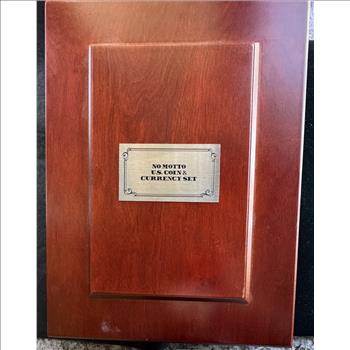 NO MOTTO
U.S. COIN &
CURRENCY SET